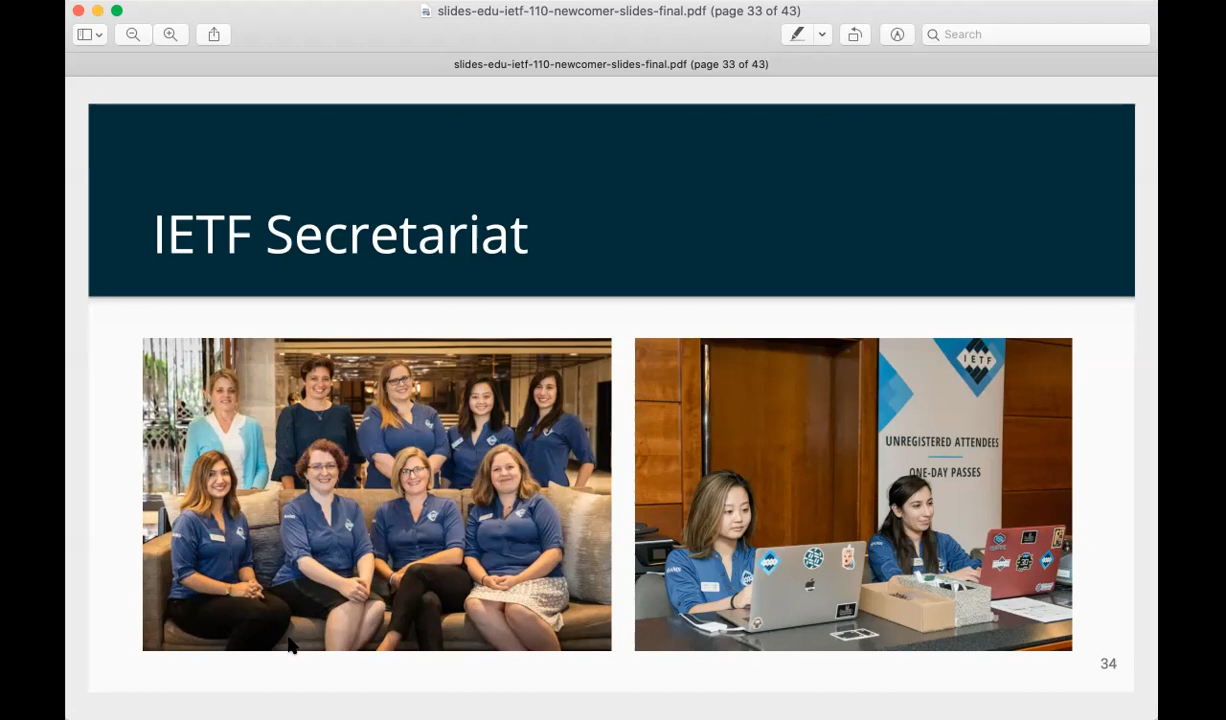 slides-edu-ietf-110-newcomer-slides-final.pdf (page 33 of 43)
Search
slides-edu-ietf-110-newcomer-slides-final.pdf (page 33 of 43)
IETF Secretariat
IETF
UNREGISTERED ATTENDEES
ONE-DAY PASSES
34